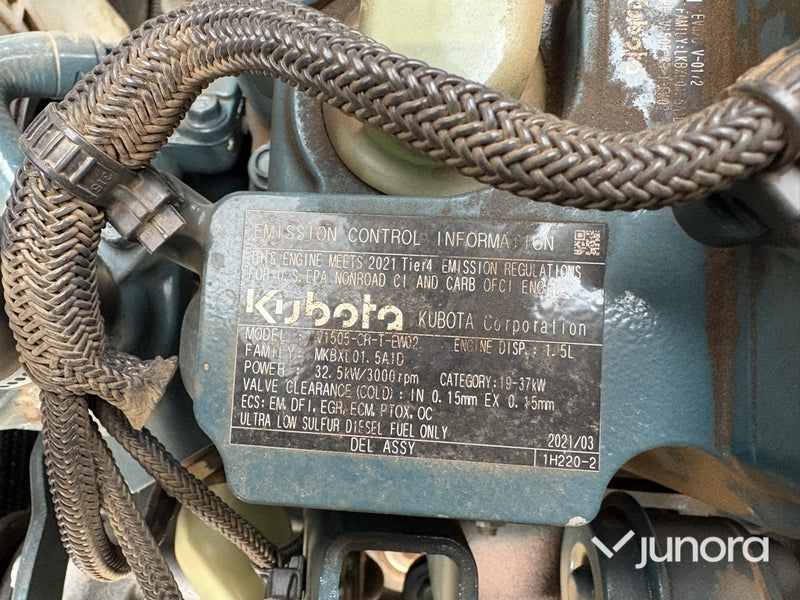 EMISSION CONTROL INFORMATION
THIS ENGINE MEETS 2021 Tier4 EMISSION REGULATIONS
FOR U.S. EPA NONROAD CI AND CARB OFCI ENGINES
Kubota KUBOTA Corporation
MODEL : V1505-CR-T-EW02 ENGINE DISP.: 1.5L
FAMILY: MKBXL01.5AJD
POWER : 32.5kW/3000rpm CATEGORY:19-37kW
VALVE CLEARANCE(COLD): IN 0.15mm EX 0.15mm
ECS: EM, DFI, EGR, ECM, PTOX, OC
ULTRA LOW SULFUR DIESEL FUEL ONLY 2021/03
DEL ASSY 1H220-2
Kubota
junora